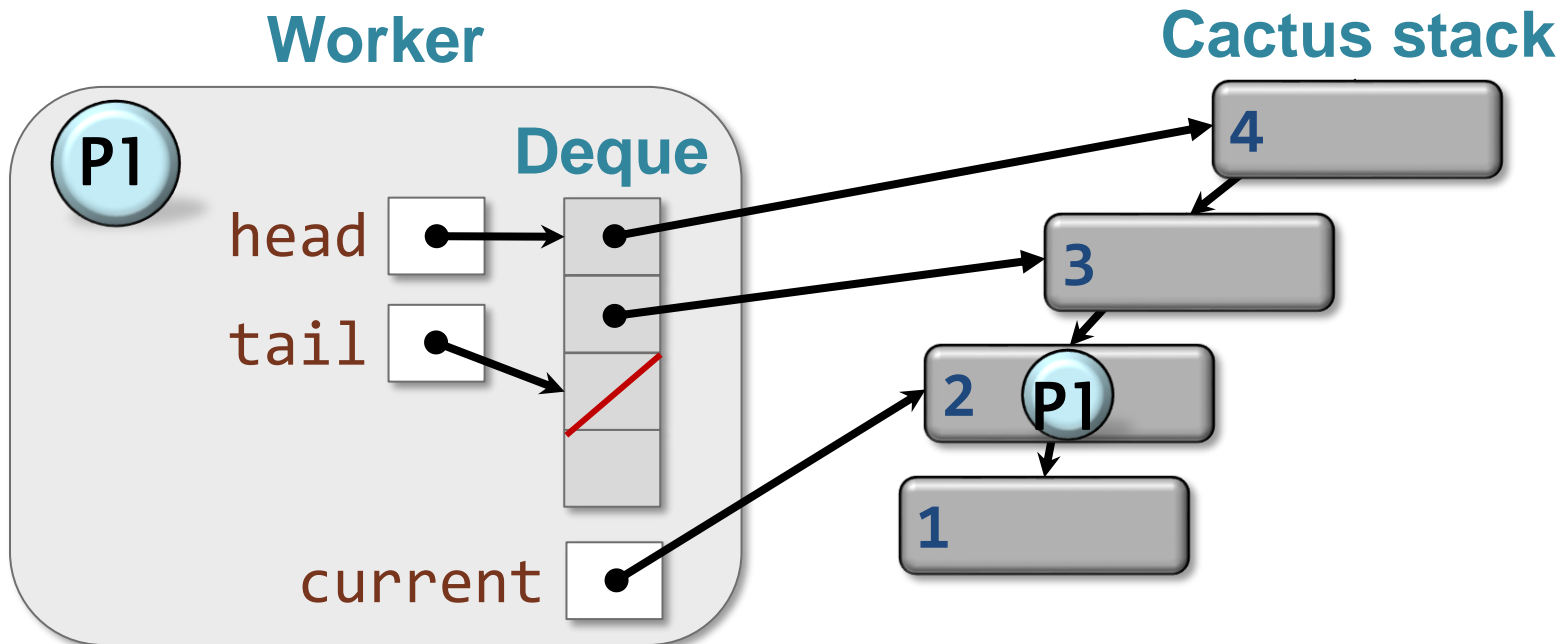 Worker
Cactus stack
P1
Deque
4
head
3
tail
2 P1
1
current